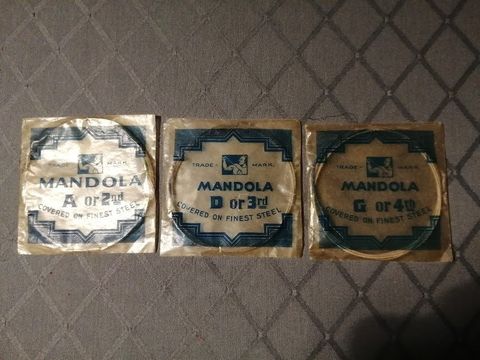 TRADE MARK.
MANDOLA
A or 2nd
COVERED ON FINEST STEEL
TRADE MARK.
MANDOLA
D or 3rd
COVERED ON FINEST STEEL
TRADE MARK.
MANDOLA
G or 4th
COVERED ON FINEST STEEL